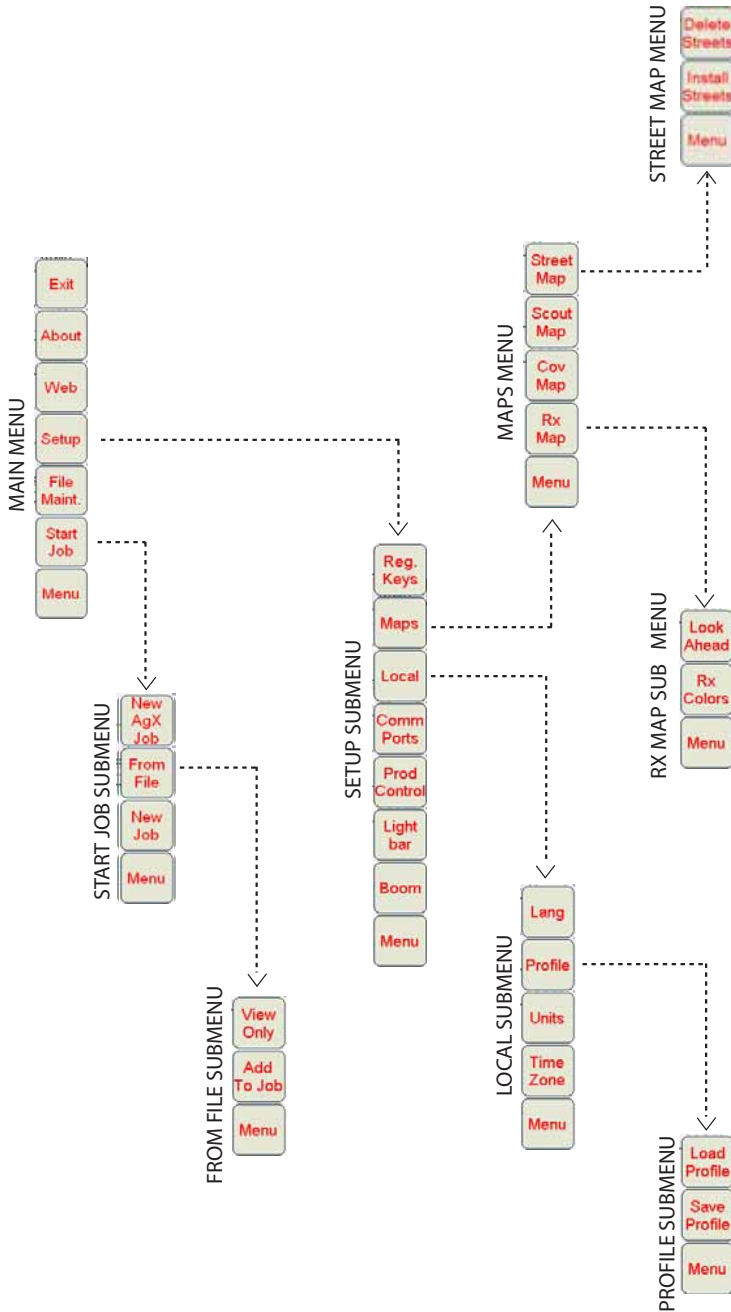 MAIN MENU
Exit
About
Web
Setup
File
Maint.
Start
Job
Menu
START JOB SUBMENU
New
AgX
Job
From
File
New
Job
Menu
FROM FILE SUBMENU
View
Only
Add
To Job
Menu
SETUP SUBMENU
Reg.
Keys
Maps
Local
Comm
Ports
Prod
Control
Light
bar
Boom
Menu
LOCAL SUBMENU
Lang
Profile
Units
Time
Zone
Menu
PROFILE SUBMENU
Load
Profile
Save
Profile
Menu
MAPS MENU
Street
Map
Scout
Map
Cov
Map
Rx
Map
Menu
RX MAP SUB MENU
Look
Ahead
Rx
Colors
Menu
STREET MAP MENU
Delete
Streets
Install
Streets
Menu